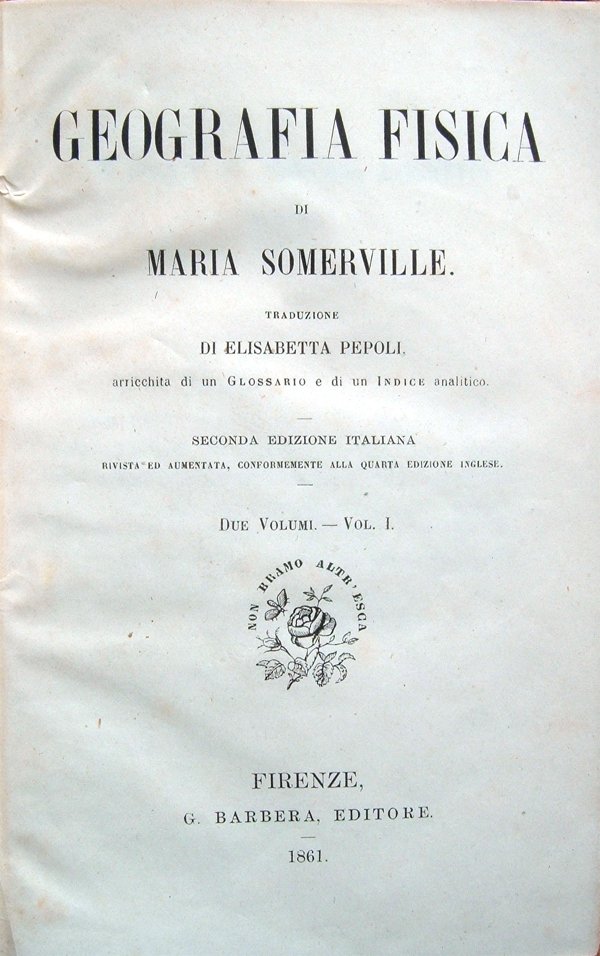 GEOGRAFIA FISICA
DI
MARIA SOMERVILLE.
TRADUZIONE
DI ELISABETTA PEPOLI,
arricchita di un GLOSSARIO e di un INDICE analitico.
SECONDA EDIZIONE ITALIANA
RIVISTA ED AUMENTATA, CONFORMEMENTE ALLA QUARTA EDIZIONE INGLESE.
DUE VOLUMI. — VOL. I.
NON BRAMO ALTR' ESCA
FIRENZE,
G. BARBERA, EDITORE.
1861.